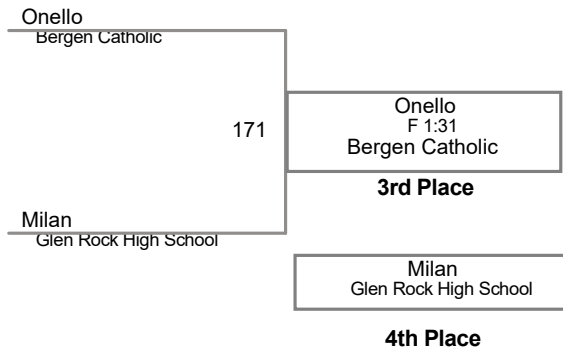 Onello
Bergen Catholic
171
Onello
F 1:31
Bergen Catholic
3rd Place
Milan
Glen Rock High School
Milan
Glen Rock High School
4th Place